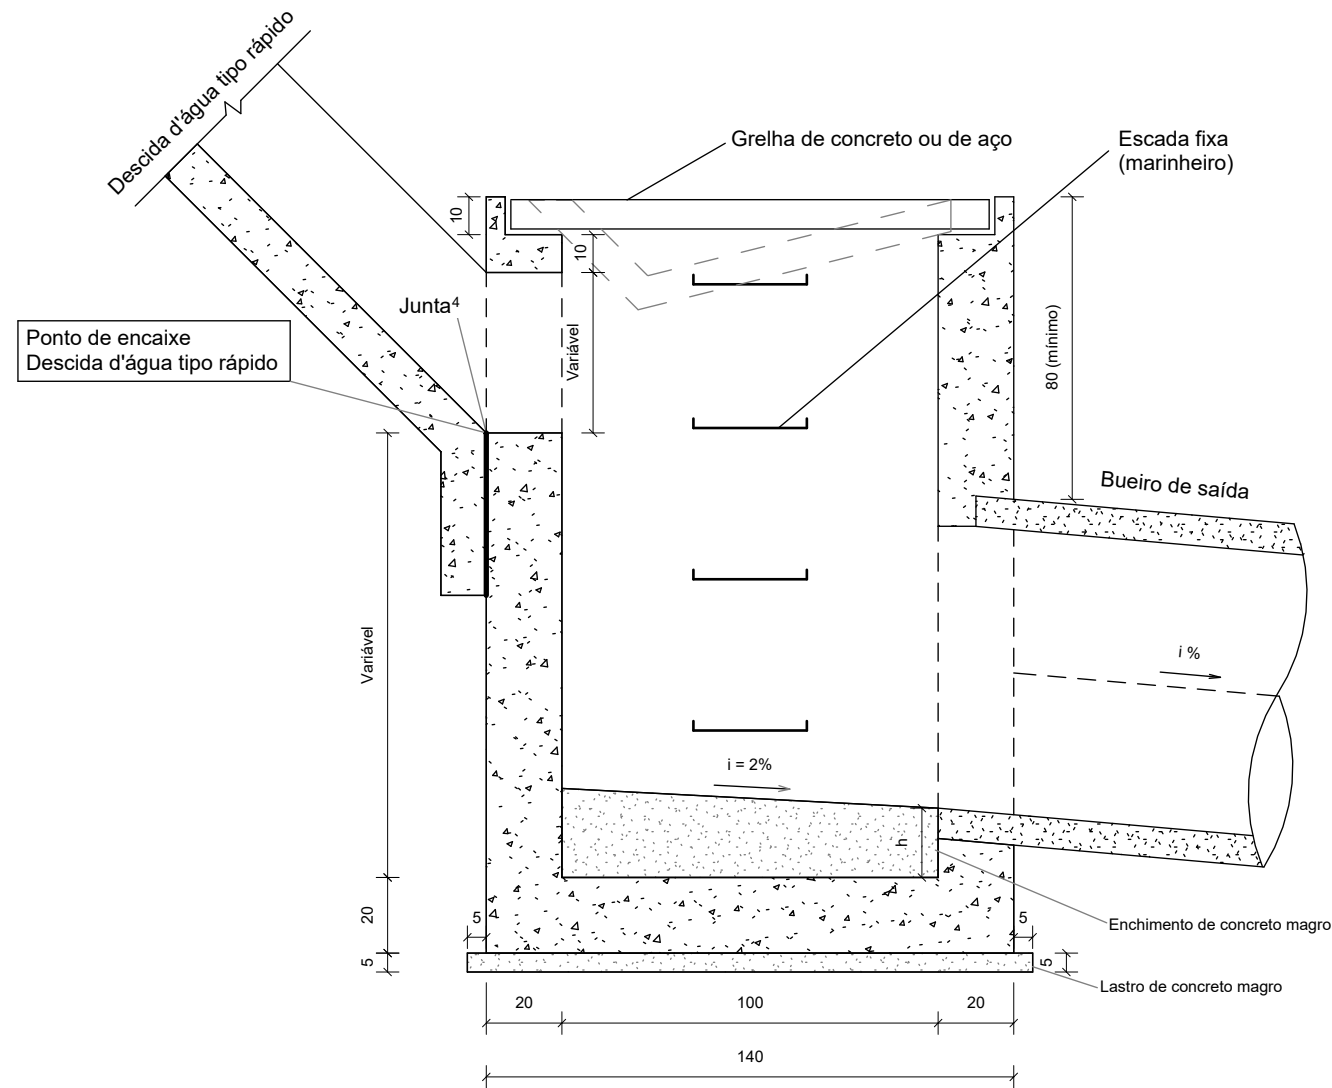 Descida d'água tipo rápido
Grelha de concreto ou de aço
Escada fixa
(marinheiro)
10
10
Junta⁴
Ponto de encaixe
Descida d'água tipo rápido
Variável
80 (mínimo)
Bueiro de saída
Variável
i %
i = 2%
h
20
5
5
Enchimento de concreto magro
5
5
Lastro de concreto magro
20
100
20
140